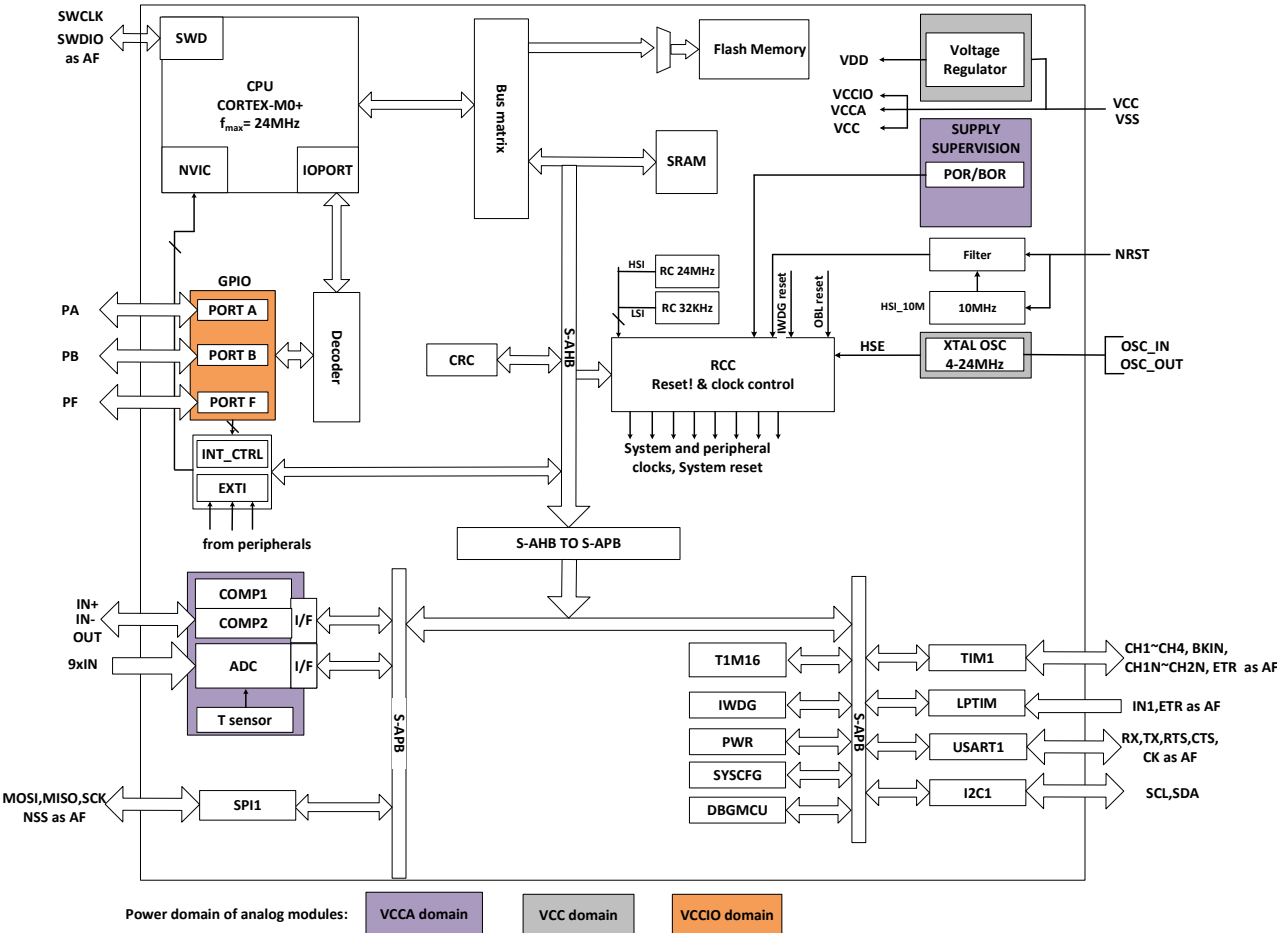 SWCLK
SWDIO
as AF
SWD
CPU
CORTEX-M0+
fmax= 24MHz
NVIC
IOPORT
Bus matrix
Flash Memory
SRAM
Voltage
Regulator
VDD
VCCIO
VCCA
VCC
VCC
VSS
SUPPLY
SUPERVISION
POR/BOR
Filter
NRST
HSI_10M
10MHz
XTAL OSC
4-24MHz
HSE
OSC_IN
OSC_OUT
HSI
RC 24MHz
LSI
RC 32KHz
IWDG reset
OBL reset
RCC
Reset! & clock control
System and peripheral
clocks, System reset
GPIO
PA
PORT A
PB
PORT B
PF
PORT F
Decoder
CRC
S-AHB
INT_CTRL
EXTI
from peripherals
S-AHB TO S-APB
COMP1
COMP2
I/F
IN+
IN-
OUT
9xIN
ADC
I/F
T sensor
S-APB
MOSI,MISO,SCK
NSS as AF
SPI1
T1M16
IWDG
PWR
SYSCFG
DBGMCU
S-APB
TIM1
CH1~CH4, BKIN,
CH1N~CH2N, ETR as AF
LPTIM
IN1,ETR as AF
USART1
RX,TX,RTS,CTS,
CK as AF
I2C1
SCL,SDA
Power domain of analog modules:
VCCA domain
VCC domain
VCCIO domain